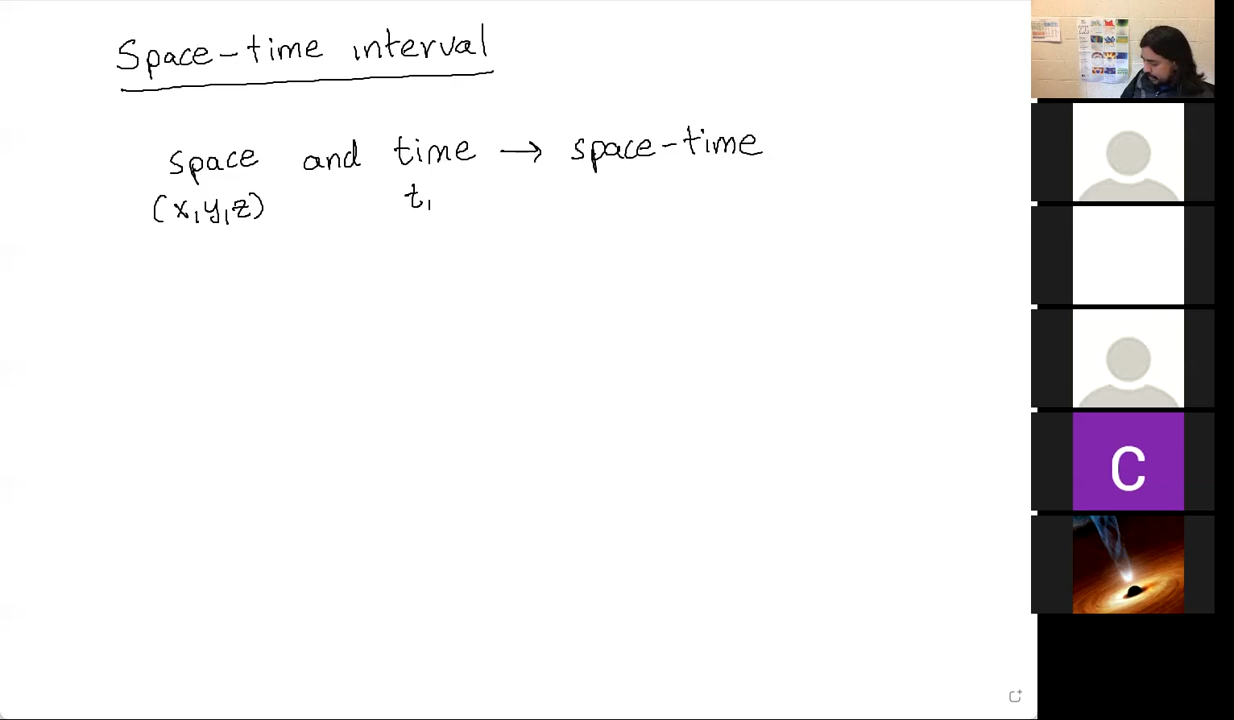 Space-time interval
space and time → space-time
(x,y,z) t,
C